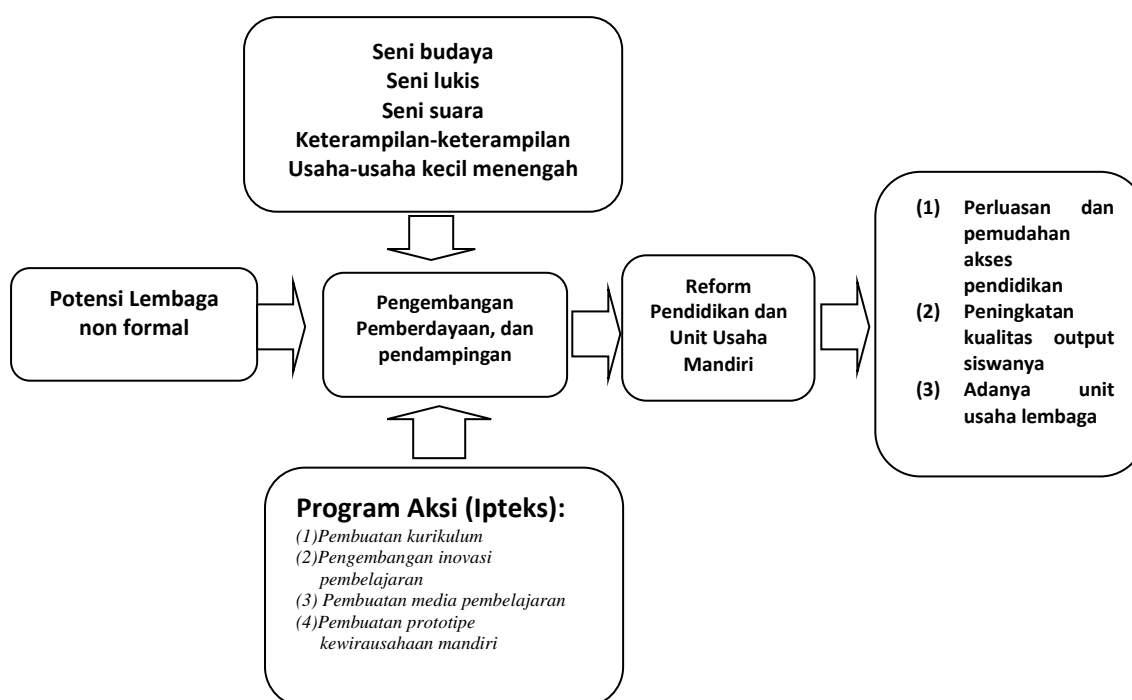 Seni budaya
Seni lukis
Seni suara
Keterampilan-keterampilan
Usaha-usaha kecil menengah
Potensi Lembaga
non formal
Pengembangan
Pemberdayaan, dan
pendampingan
Reform
Pendidikan dan
Unit Usaha
Mandiri
(1) Perluasan dan
pemudahan
akses
pendidikan
(2) Peningkatan
kualitas output
siswanya
(3) Adanya unit
usaha lembaga
Program Aksi (Ipteks):
(1)Pembuatan kurikulum
(2)Pengembangan inovasi
pembelajaran
(3) Pembuatan media pembelajaran
(4)Pembuatan prototipe
kewirausahaan mandiri